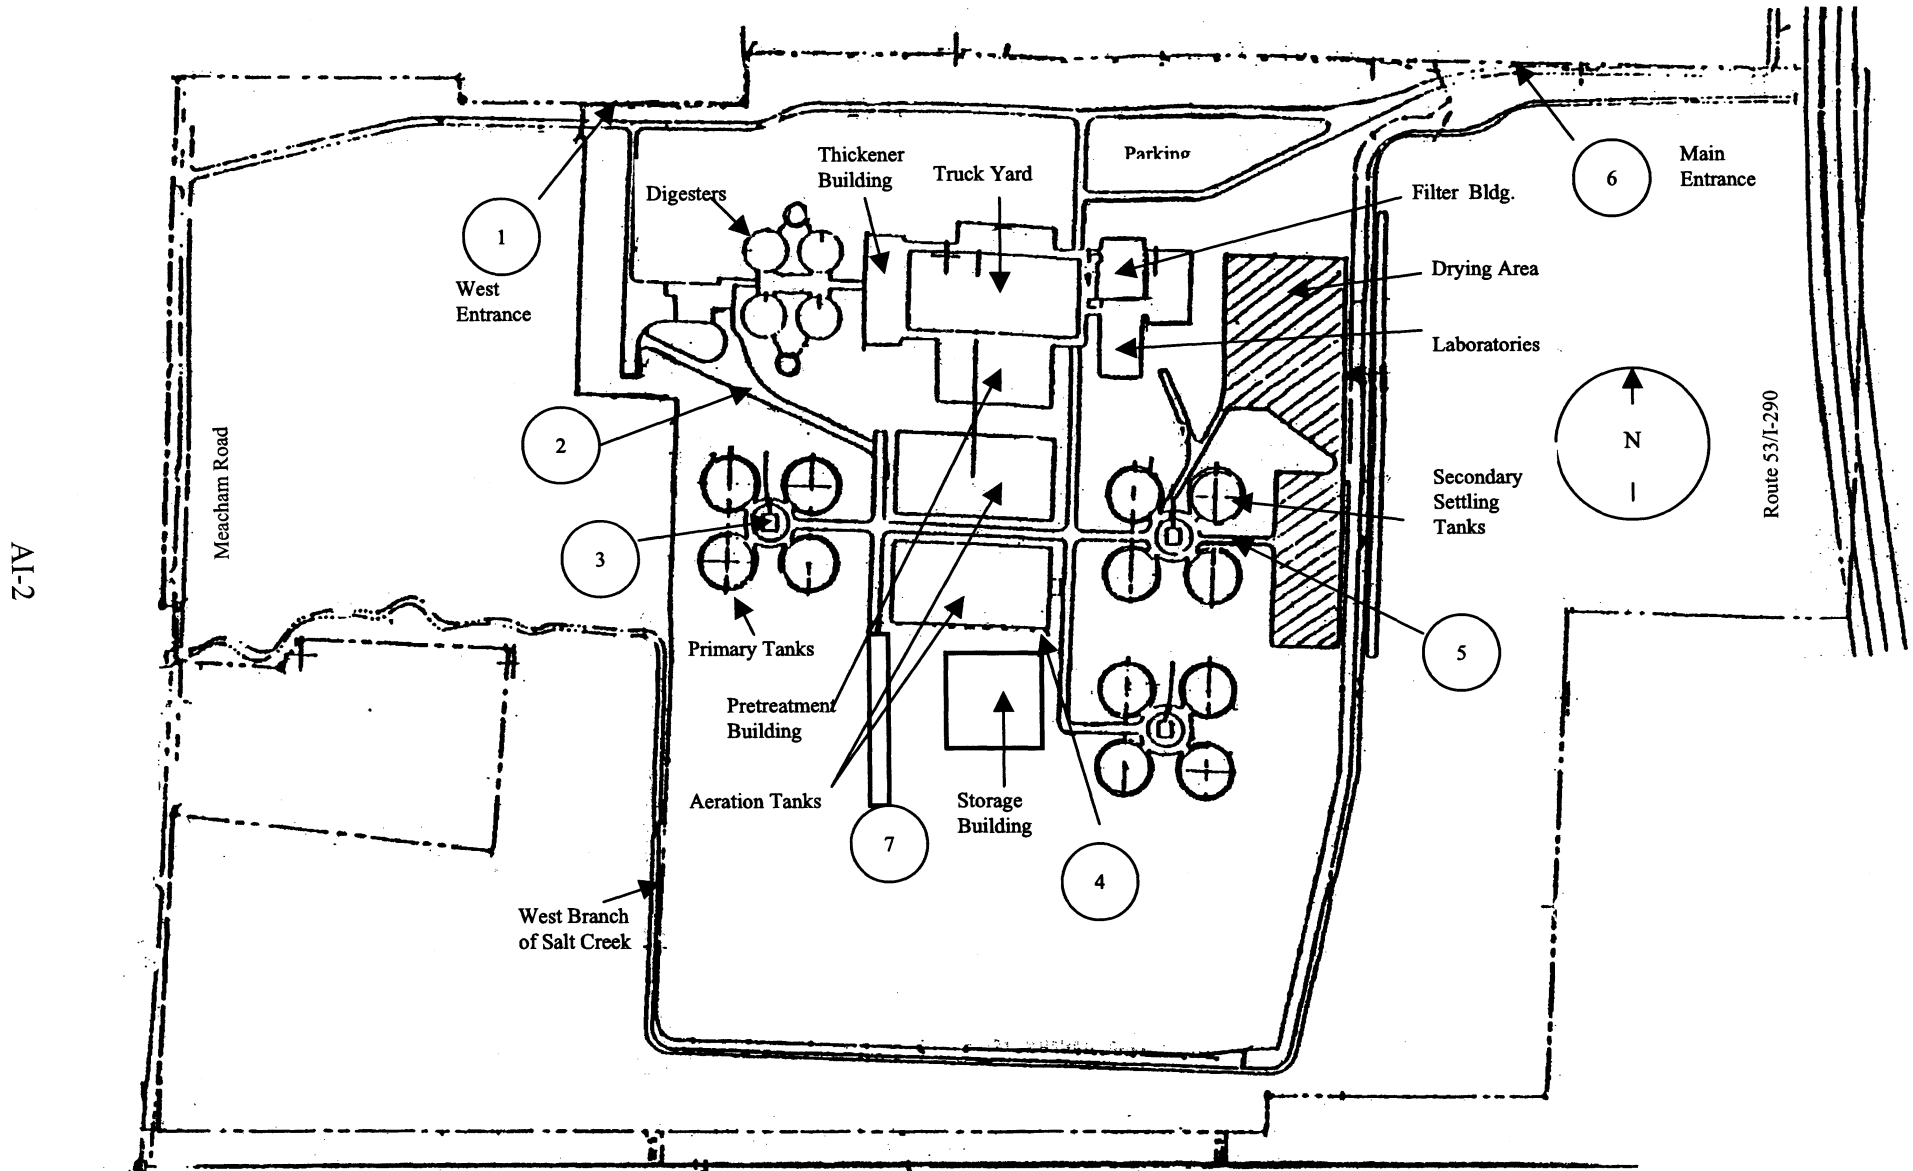 Thickener
Building
Truck Yard
Parking
6
Main
Entrance
Digesters
Filter Bldg.
1
West
Entrance
Drying Area
Laboratories
N
Route 53/I-290
2
Meacham Road
Secondary
Settling
Tanks
AI-2
3
Primary Tanks
5
Pretreatment
Building
Aeration Tanks
Storage
Building
7
4
West Branch
of Salt Creek